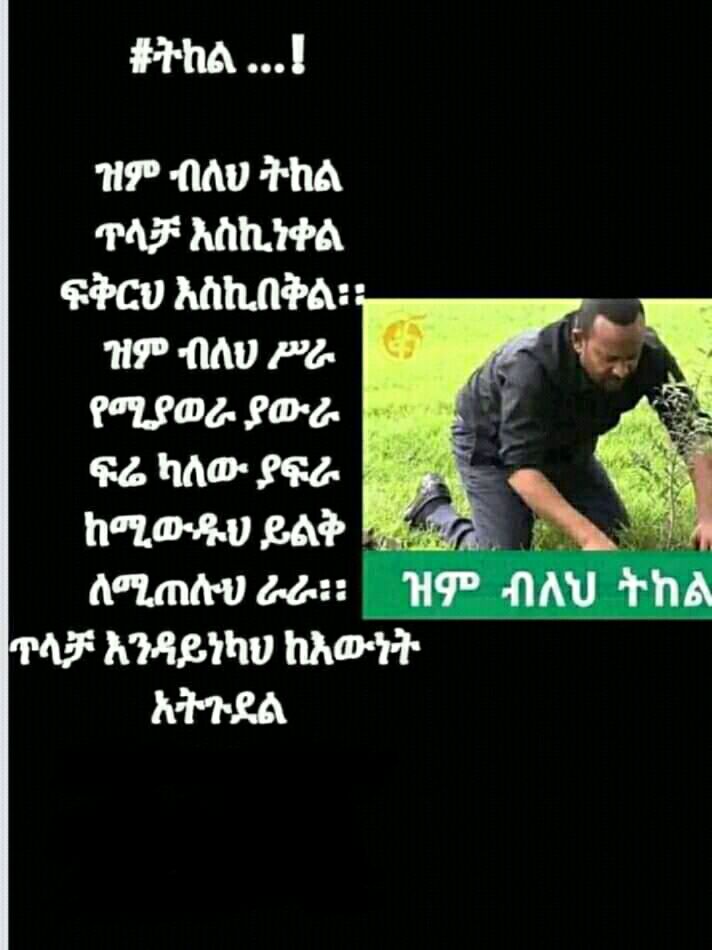 #ትከል ...!
ዝም ብለህ ትከል
ጥላቻ እስኪነቀል
ፍቅርህ እስኪበቅል፡፡
ዝም ብለህ ሥራ
የሚያወራ ያውራ
ፍሬ ካለው ያፍራ
ከሚውዱህ ይልቅ
ለሚጠሉህ ራራ፡፡
ዝም ብለህ ትከል
ጥላቻ እንዳይነካህ ከእውነት
አትጉደል